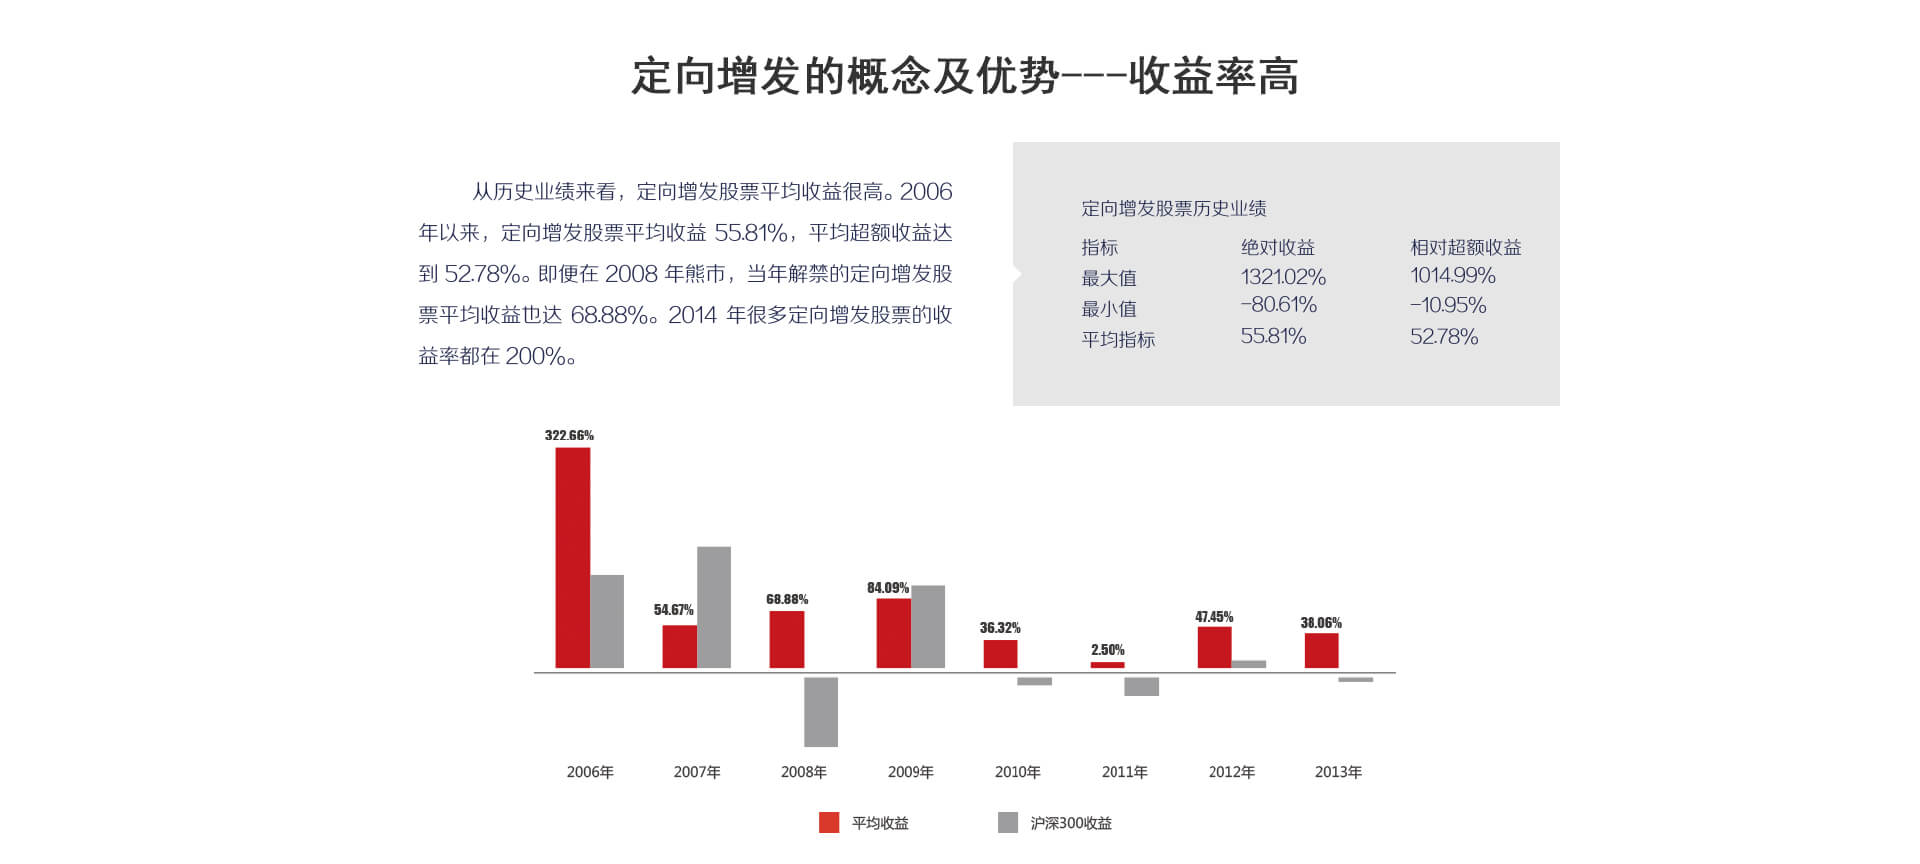 定向增发的概念及优势---收益率高
从历史业绩来看，定向增发股票平均收益很高。2006
年以来，定向增发股票平均收益 55.81%，平均超额收益达
到 52.78%。即便在 2008 年熊市，当年解禁的定向增发股
票平均收益也达 68.88%。2014 年很多定向增发股票的收
益率都在 200%。
定向增发股票历史业绩
指标 绝对收益 相对超额收益
最大值 1321.02% 1014.99%
最小值 -80.61% -10.95%
平均指标 55.81% 52.78%
322.66%
54.67%
68.88%
84.09%
36.32%
2.50%
47.45%
38.06%
2006年 2007年 2008年 2009年 2010年 2011年 2012年 2013年
平均收益 沪深300收益